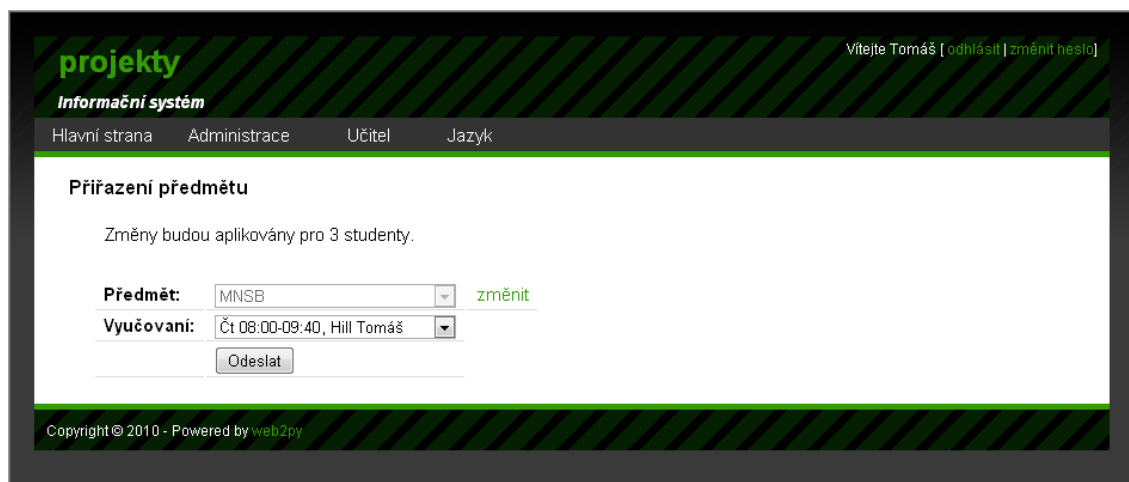 projekty
Vítejte Tomáš [ odhlásit | změnit heslo]
Informační systém
Hlavní strana Administrace Učitel Jazyk
Přiřazení předmětu
Změny budou aplikovány pro 3 studenty.
Předmět: MNSB změnit
Vyučovaní: Čt 08:00-09:40, Hill Tomáš
Odeslat
Copyright © 2010 - Powered by web2py